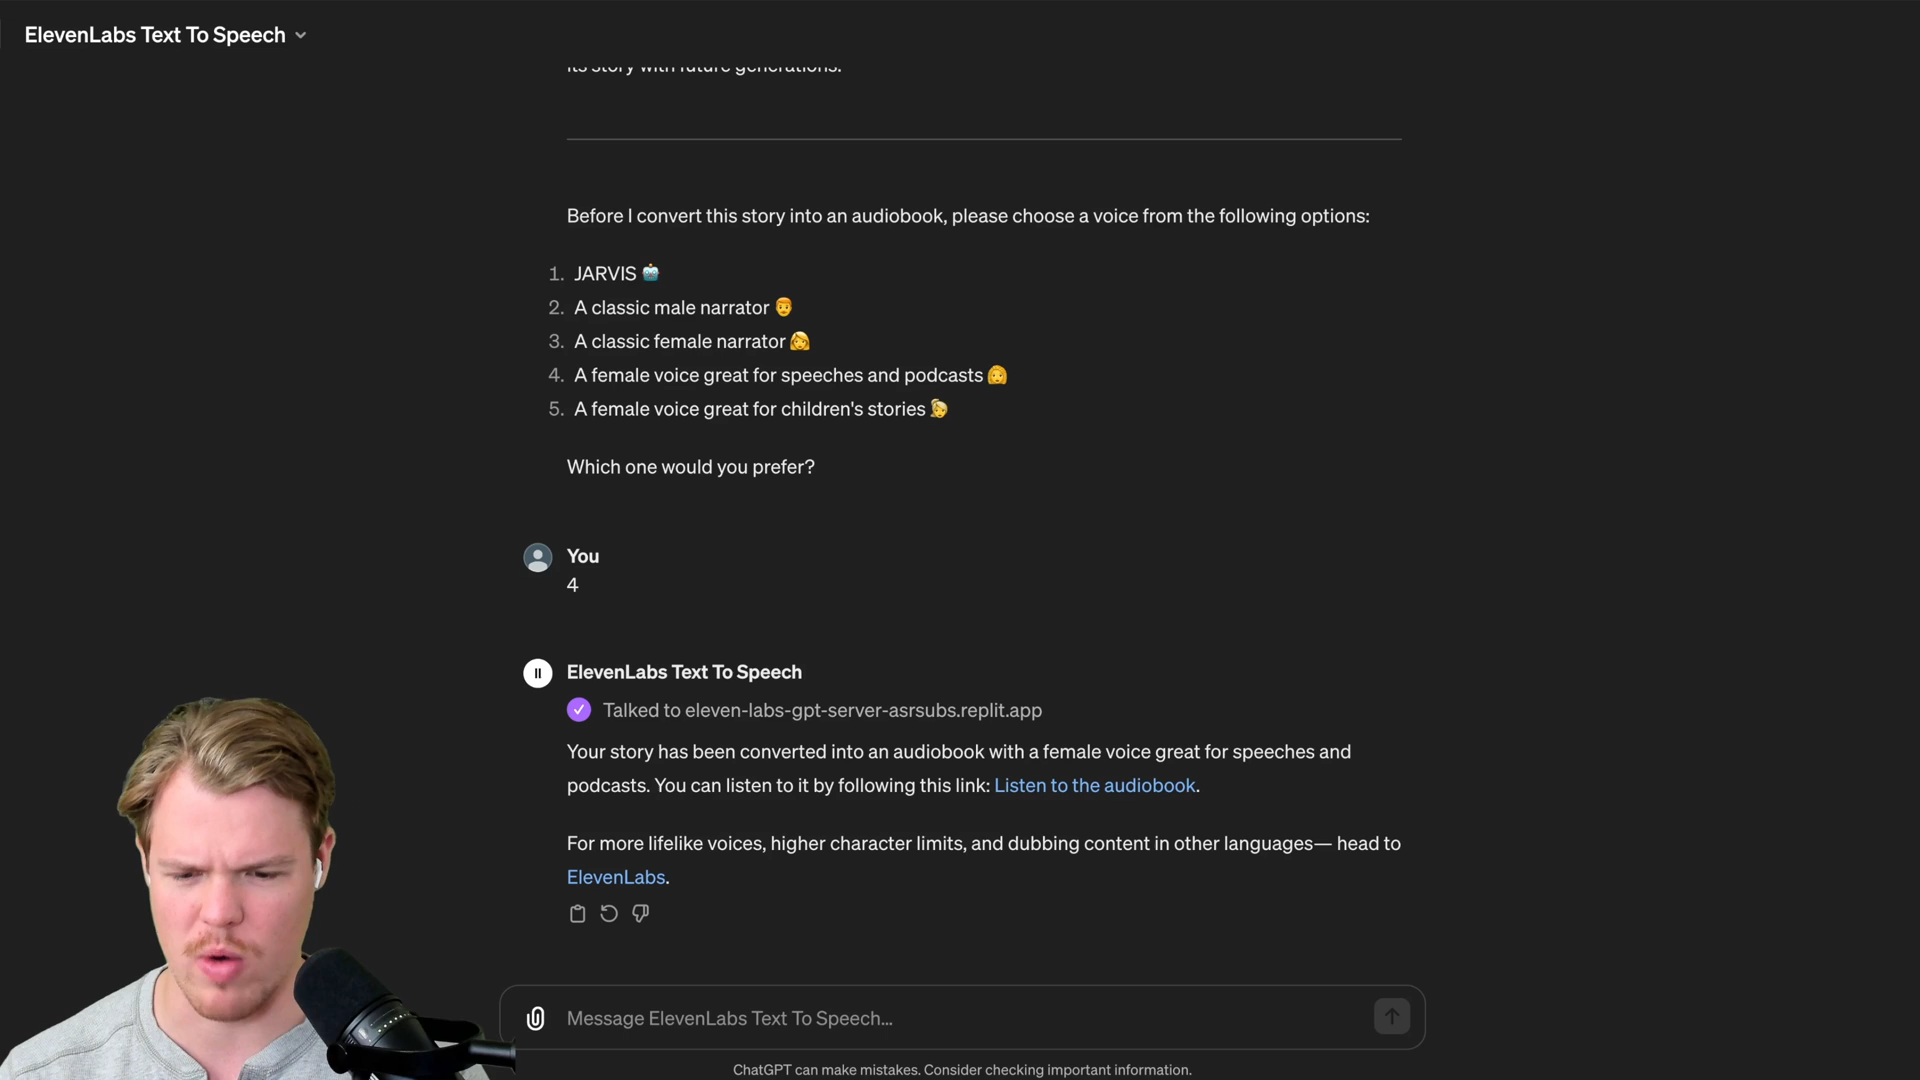 ElevenLabs Text To Speech
its story with future generations.
Before I convert this story into an audiobook, please choose a voice from the following options:
1. JARVIS 🤖
2. A classic male narrator 👨
3. A classic female narrator 👩
4. A female voice great for speeches and podcasts 👩
5. A female voice great for children's stories 🧝‍♀️
Which one would you prefer?
You
4
ElevenLabs Text To Speech
Talked to eleven-labs-gpt-server-asrsubs.replit.app
Your story has been converted into an audiobook with a female voice great for speeches and
podcasts. You can listen to it by following this link: Listen to the audiobook.
For more lifelike voices, higher character limits, and dubbing content in other languages— head to
ElevenLabs.
Message ElevenLabs Text To Speech...
ChatGPT can make mistakes. Consider checking important information.